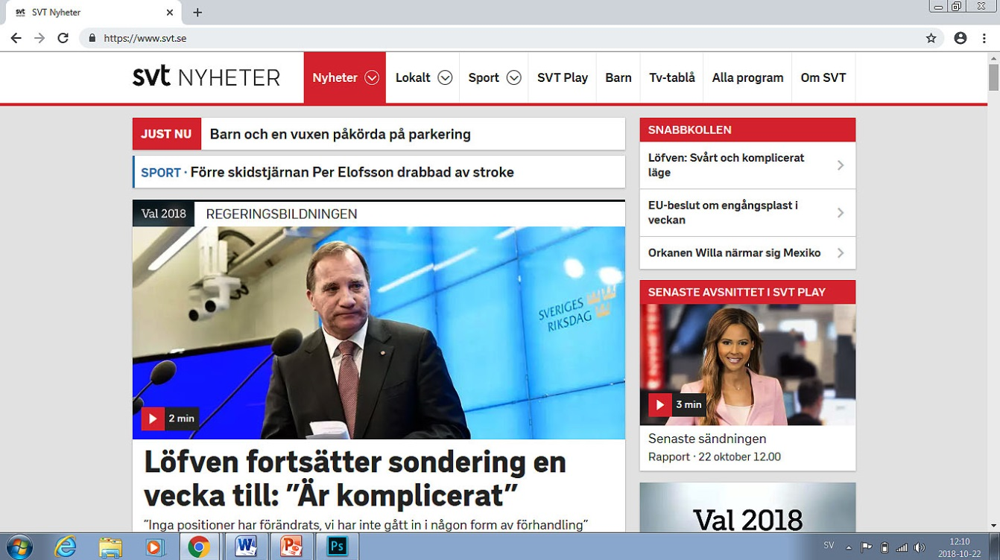 SVT Nyheter
https://www.svt.se
svt NYHETER
Nyheter
Lokalt
Sport
SVT Play
Barn
Tv-tablå
Alla program
Om SVT
JUST NU
Barn och en vuxen påkörda på parkering
SPORT · Förre skidstjärnan Per Elofsson drabbad av stroke
Val 2018
REGERINGSBILDNINGEN
SVERIGES
RIKSDAG
2 min
Löfven fortsätter sondering en
vecka till: ”Är komplicerat”
”Inga positioner har förändrats, vi har inte gått in i någon form av förhandling”
SNABBKOLLEN
Löfven: Svårt och komplicerat
läge
EU-beslut om engångsplast i
veckan
Orkanen Willa närmar sig Mexiko
SENASTE AVSNITTET I SVT PLAY
3 min
Senaste sändningen
Rapport · 22 oktober 12.00
Val 2018
Ps
SV
12:10
2018-10-22